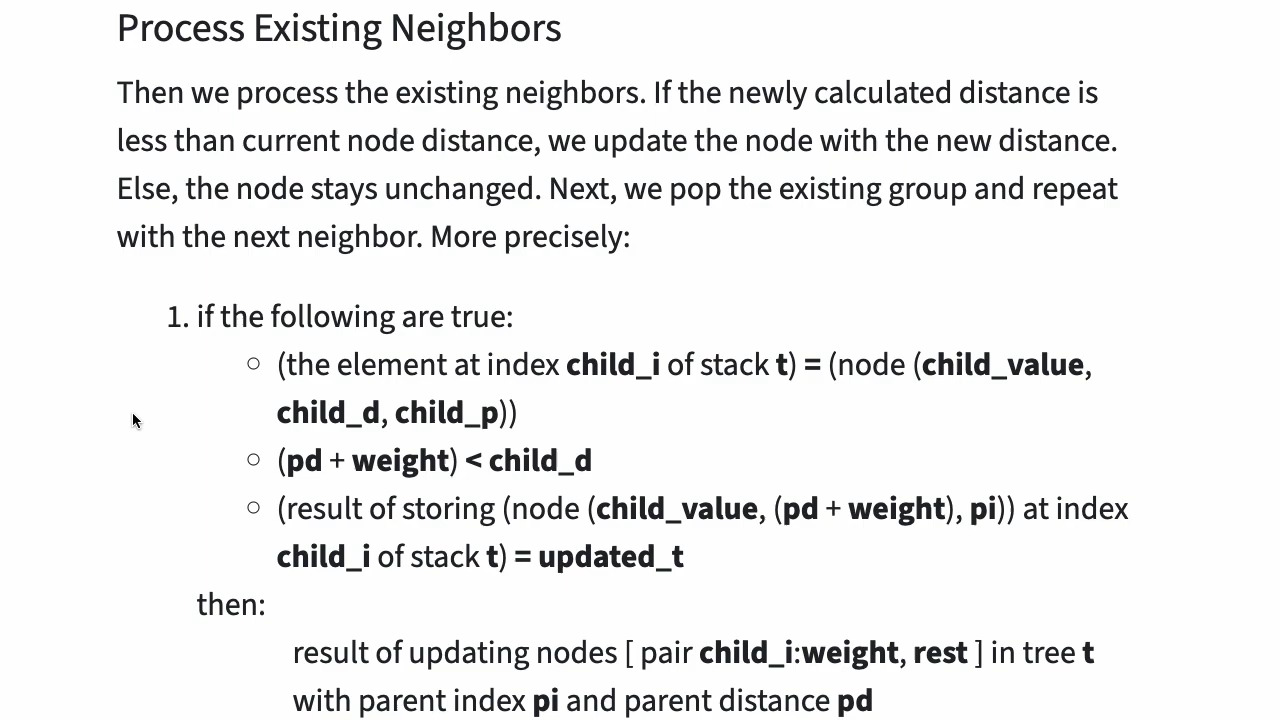 Process Existing Neighbors
Then we process the existing neighbors. If the newly calculated distance is
less than current node distance, we update the node with the new distance.
Else, the node stays unchanged. Next, we pop the existing group and repeat
with the next neighbor. More precisely:
1. if the following are true:
○ (the element at index child_i of stack t) = (node (child_value,
child_d, child_p))
○ (pd + weight) < child_d
○ (result of storing (node (child_value, (pd + weight), pi)) at index
child_i of stack t) = updated_t
then:
result of updating nodes [ pair child_i:weight, rest ] in tree t
with parent index pi and parent distance pd